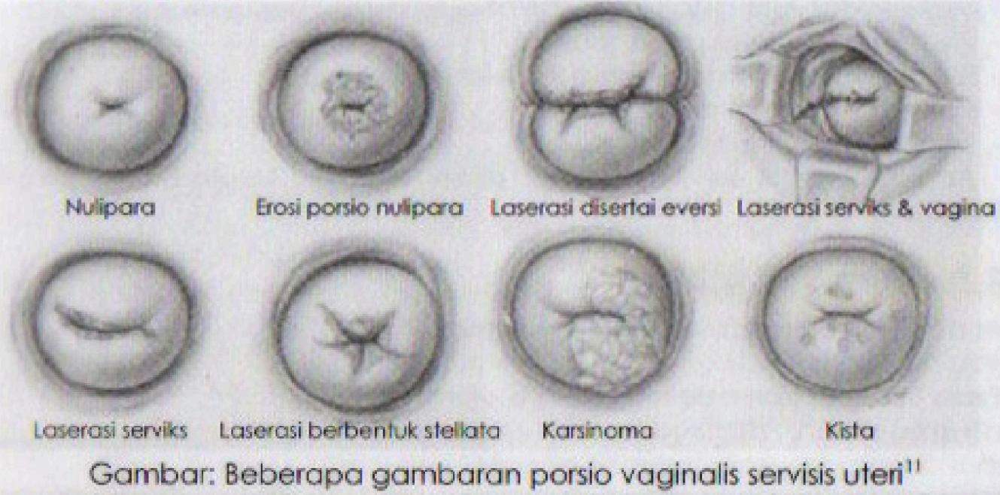 Nulipara
Erosi porsio nulipara
Laserasi disertai eversi
Laserasi serviks & vagina
Laserasi serviks
Laserasi berbentuk stellata
Karsinoma
Kista
Gambar: Beberapa gambaran porsio vaginalis servisis uteri¹¹